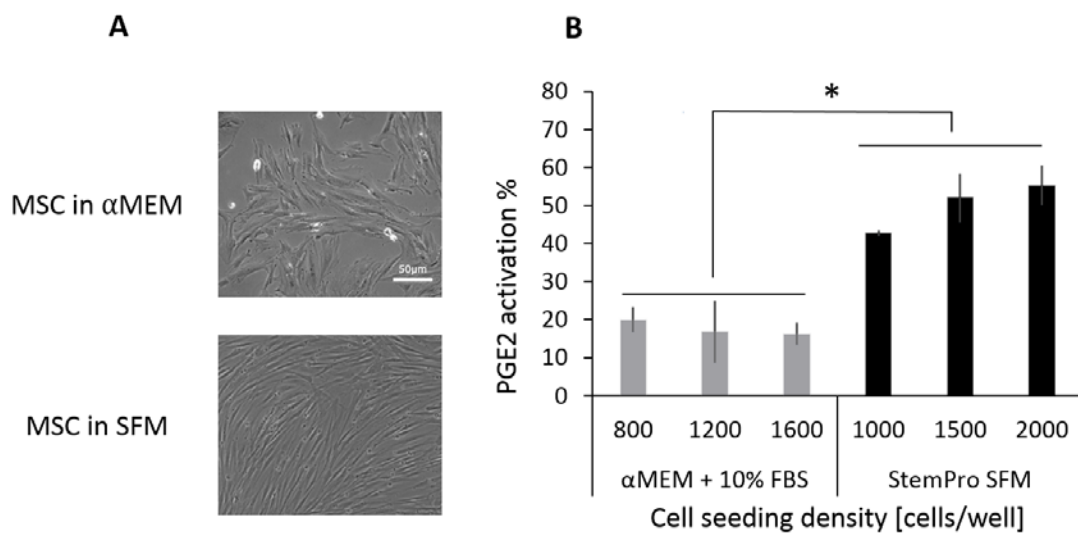 A
MSC in αMEM
50µm
MSC in SFM
B
*
PGE2 activation %
80
70
60
50
40
30
20
10
0
800 1200 1600 1000 1500 2000
αMEM + 10% FBS StemPro SFM
Cell seeding density [cells/well]